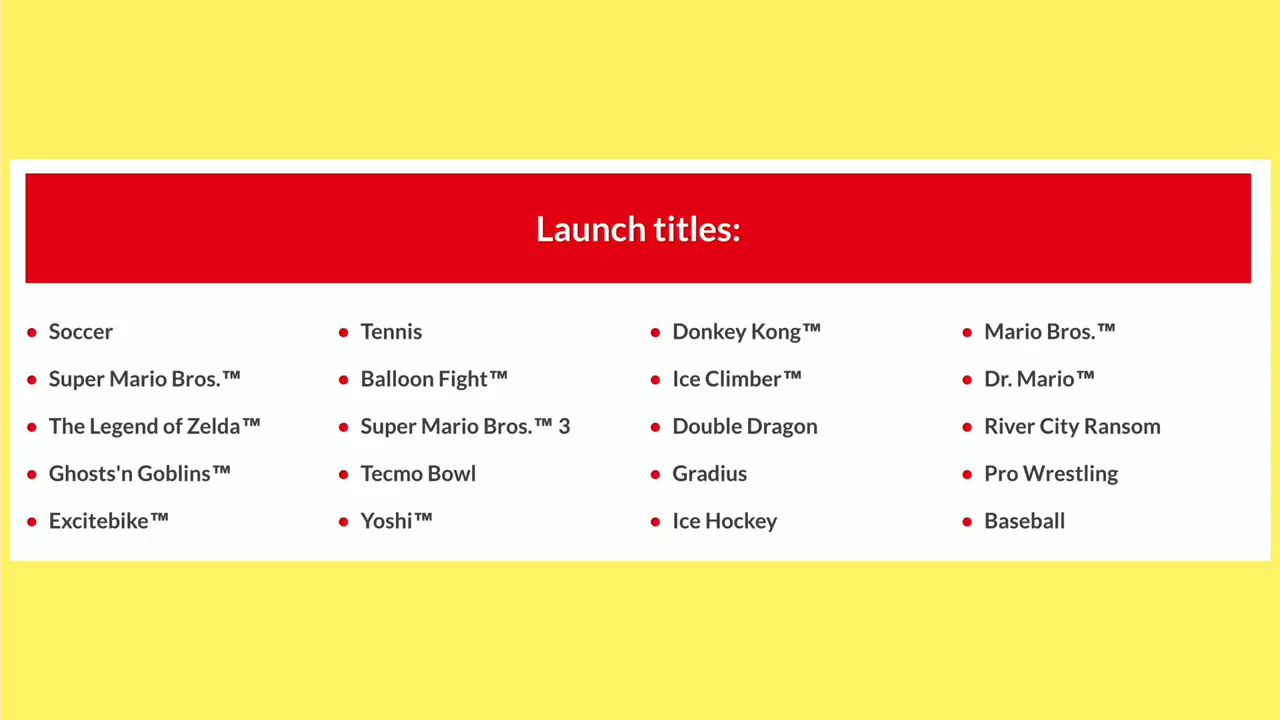 Launch titles:
• Soccer
• Tennis
• Donkey Kong™
• Mario Bros.™
• Super Mario Bros.™
• Balloon Fight™
• Ice Climber™
• Dr. Mario™
• The Legend of Zelda™
• Super Mario Bros.™ 3
• Double Dragon
• River City Ransom
• Ghosts'n Goblins™
• Tecmo Bowl
• Gradius
• Pro Wrestling
• Excitebike™
• Yoshi™
• Ice Hockey
• Baseball